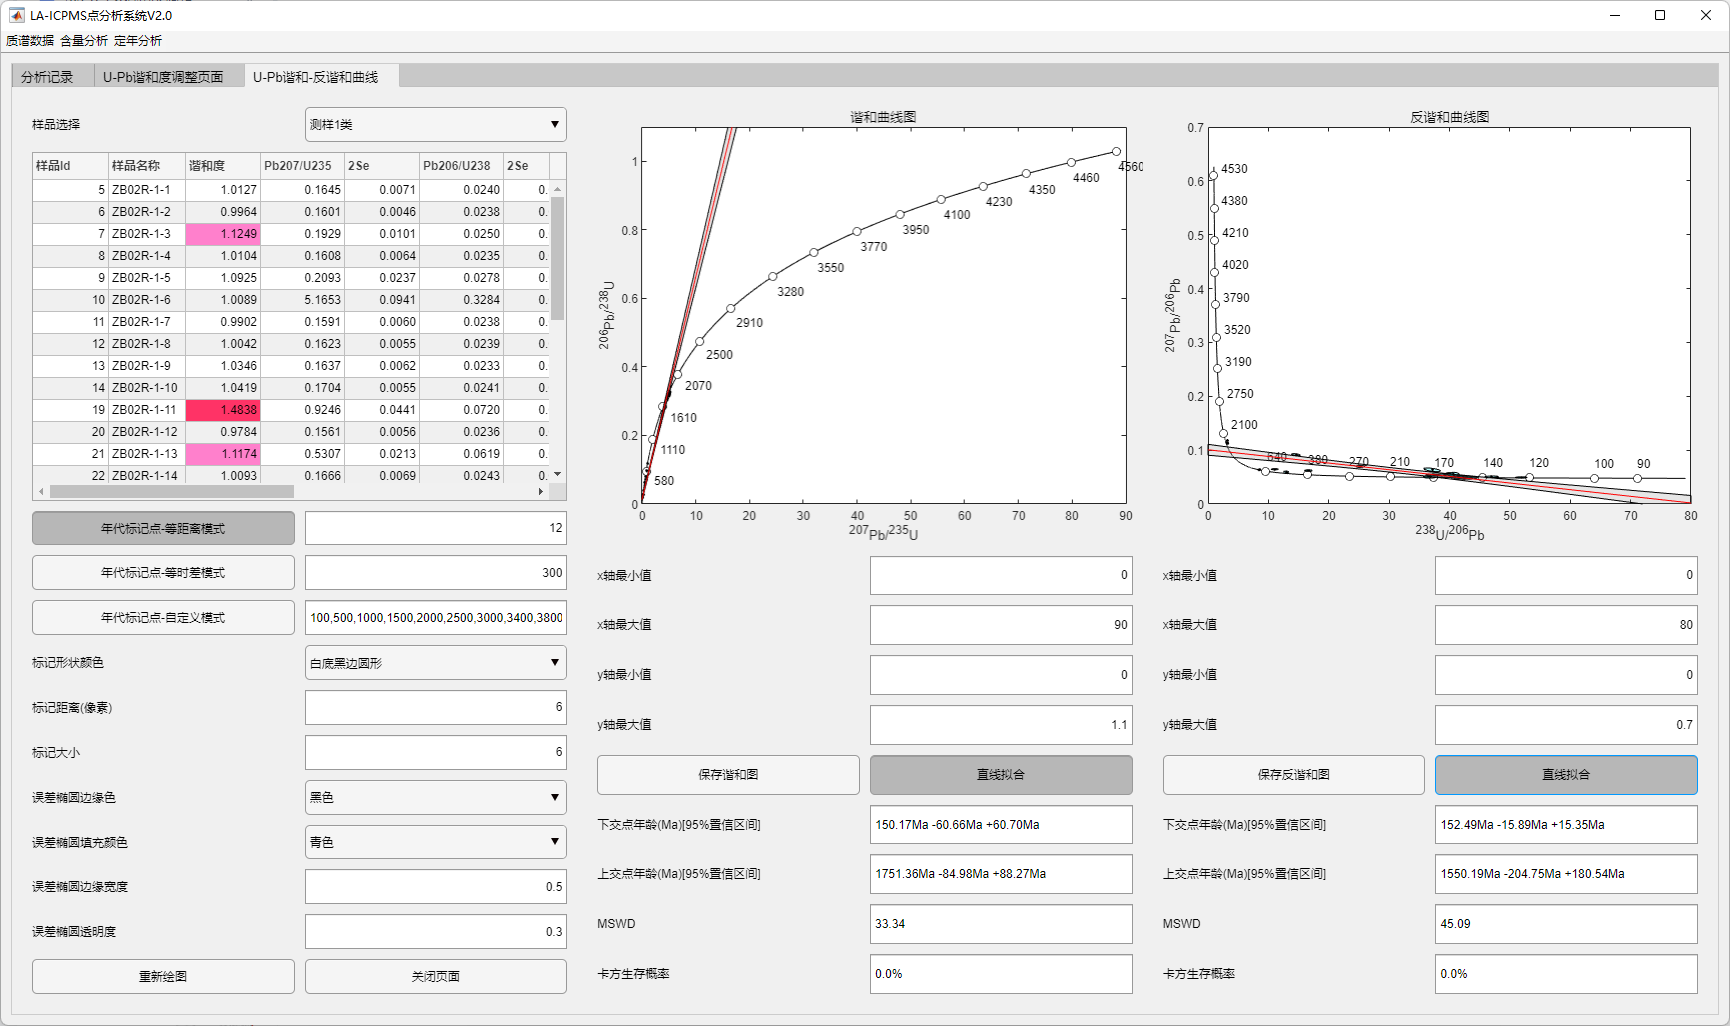 LA-ICPMS点分析系统V2.0
质谱数据 含量分析 定年分析
分析记录 U-Pb谐和度调整页面 U-Pb谐和-反谐和曲线
样品选择 测样1类
样品Id 样品名称 谐和度 Pb207/U235 2Se Pb206/U238 2Se
5 ZB02R-1-1 1.0127 0.1645 0.0071 0.0240 0.
6 ZB02R-1-2 0.9964 0.1601 0.0046 0.0238 0.
7 ZB02R-1-3 1.1249 0.1929 0.0101 0.0250 0.
8 ZB02R-1-4 1.0104 0.1608 0.0064 0.0235 0.
9 ZB02R-1-5 1.0925 0.2093 0.0237 0.0278 0.
10 ZB02R-1-6 1.0089 5.1653 0.0941 0.3284 0.
11 ZB02R-1-7 0.9902 0.1591 0.0060 0.0238 0.
12 ZB02R-1-8 1.0042 0.1623 0.0055 0.0239 0.
13 ZB02R-1-9 1.0346 0.1637 0.0062 0.0233 0.
14 ZB02R-1-10 1.0419 0.1704 0.0055 0.0241 0.
19 ZB02R-1-11 1.4838 0.9246 0.0441 0.0720 0.
20 ZB02R-1-12 0.9784 0.1561 0.0056 0.0236 0.
21 ZB02R-1-13 1.1174 0.5307 0.0213 0.0619 0.
22 ZB02R-1-14 1.0093 0.1666 0.0069 0.0243 0.
年代标记点-等距离模式 12
年代标记点-等时差模式 300
年代标记点-自定义模式 100,500,1000,1500,2000,2500,3000,3400,3800
标记形状颜色 白底黑边圆形
标记距离(像素) 6
标记大小 6
误差椭圆边缘色 黑色
误差椭圆填充颜色 青色
误差椭圆边缘宽度 0.5
误差椭圆透明度 0.3
重新绘图 关闭页面
谐和曲线图
1
0.8
0.6
0.4
0.2
0
206Pb/238U
4560
4460
4350
4230
4100
3950
3770
3550
3280
2910
2500
2070
1610
1110
580
0 10 20 30 40 50 60 70 80 90
207Pb/235U
x轴最小值 0
x轴最大值 90
y轴最小值 0
y轴最大值 1.1
保存谐和图 直线拟合
下交点年龄(Ma)[95%置信区间] 150.17Ma -60.66Ma +60.70Ma
上交点年龄(Ma)[95%置信区间] 1751.36Ma -84.98Ma +88.27Ma
MSWD 33.34
卡方生存概率 0.0%
反谐和曲线图
0.7
0.6
0.5
0.4
0.3
0.2
0.1
0
207Pb/206Pb
4530
4380
4210
4020
3790
3520
3190
2750
2100
640 380 270 210 170 140 120 100 90
0 10 20 30 40 50 60 70 80
238U/206Pb
x轴最小值 0
x轴最大值 80
y轴最小值 0
y轴最大值 0.7
保存反谐和图 直线拟合
下交点年龄(Ma)[95%置信区间] 152.49Ma -15.89Ma +15.35Ma
上交点年龄(Ma)[95%置信区间] 1550.19Ma -204.75Ma +180.54Ma
MSWD 45.09
卡方生存概率 0.0%